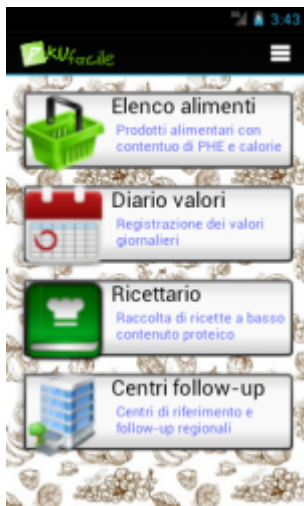 3:43
PKUfacile
Elenco alimenti
Prodotti alimentari con
contentuo di PHE e calorie
Diario valori
Registrazione dei valori
giornalieri
Ricettario
Raccolta di ricette a basso
contenuto proteico
Centri follow-up
Centri di riferimento e
follow-up regionali